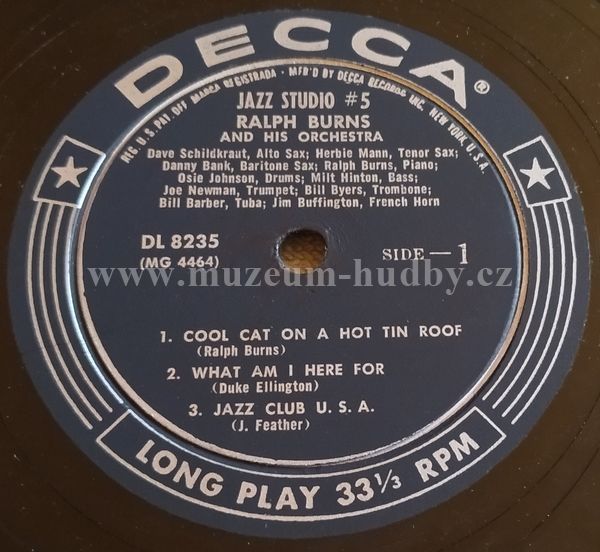 DECCA®
REG. U.S. PAT. OFF. MARCA REGISTRADA • MF'D BY DECCA RECORDS INC. NEW YORK, U.S.A.
JAZZ STUDIO #5
RALPH BURNS
AND HIS ORCHESTRA
Dave Schildkraut, Alto Sax; Herbie Mann, Tenor Sax;
Danny Bank, Baritone Sax; Ralph Burns, Piano;
Osie Johnson, Drums; Milt Hinton, Bass;
Joe Newman, Trumpet; Bill Byers, Trombone;
Bill Barber, Tuba; Jim Buffington, French Horn
DL 8235
(MG 4464)
SIDE — 1
www.muzeum-hudby.cz
1. COOL CAT ON A HOT TIN ROOF
(Ralph Burns)
2. WHAT AM I HERE FOR
(Duke Ellington)
3. JAZZ CLUB U. S. A.
(J. Feather)
LONG PLAY 33 1/3 RPM